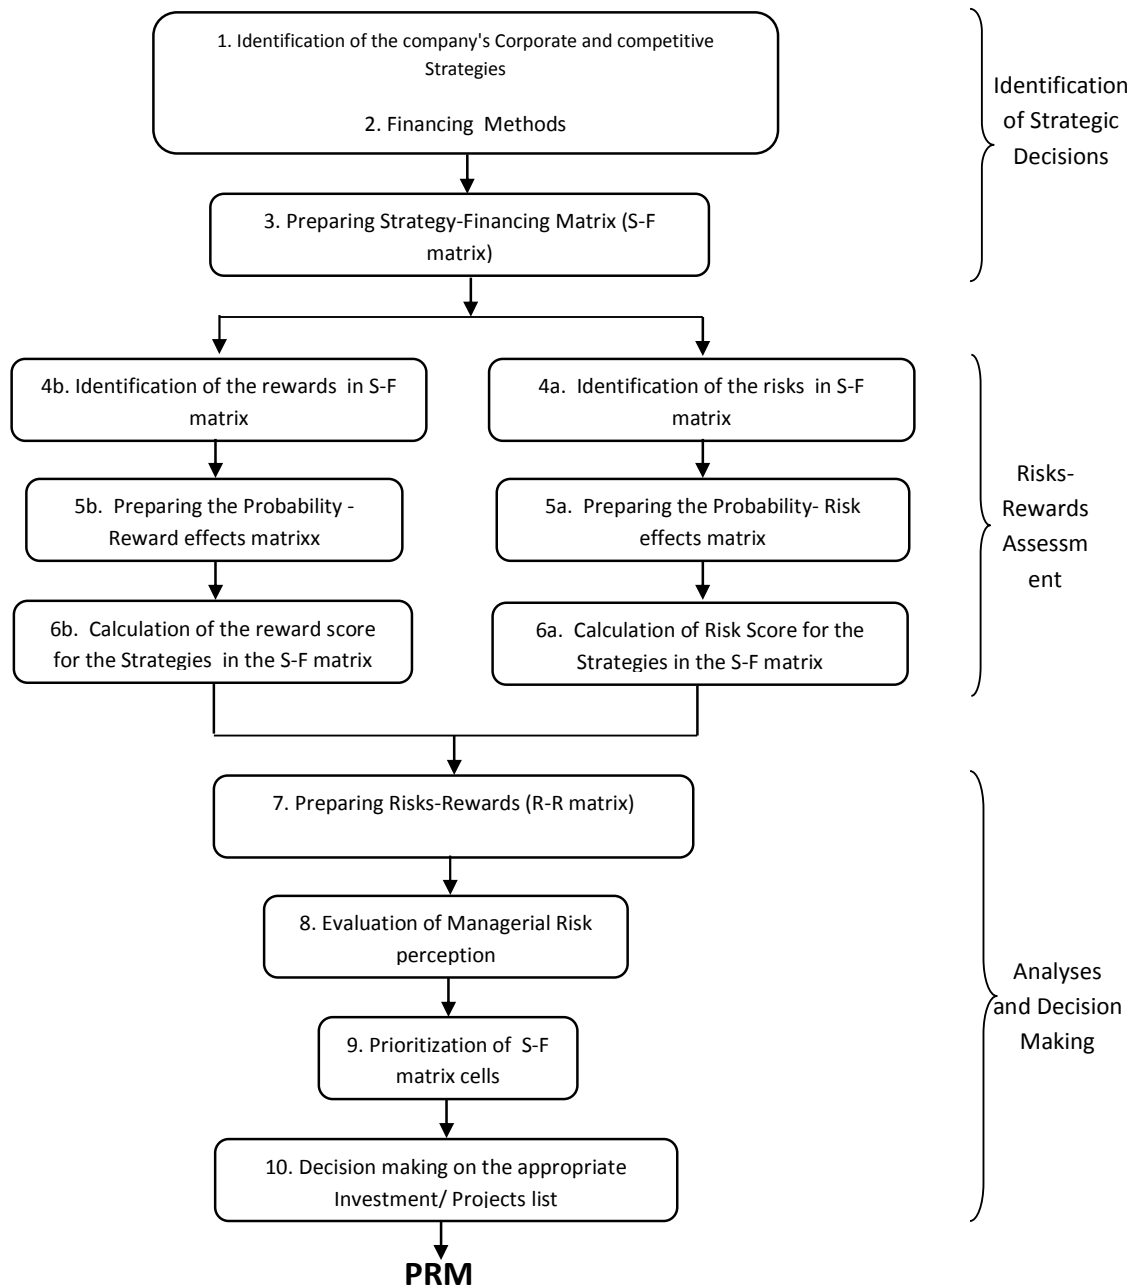 1. Identification of the company's Corporate and competitive
Strategies
2. Financing Methods
Identification
of Strategic
Decisions
3. Preparing Strategy-Financing Matrix (S-F
matrix)
4b. Identification of the rewards in S-F
matrix
4a. Identification of the risks in S-F
matrix
5b. Preparing the Probability -
Reward effects matrixx
5a. Preparing the Probability- Risk
effects matrix
6b. Calculation of the reward score
for the Strategies in the S-F matrix
6a. Calculation of Risk Score for the
Strategies in the S-F matrix
Risks-
Rewards
Assessm
ent
7. Preparing Risks-Rewards (R-R matrix)
8. Evaluation of Managerial Risk
perception
9. Prioritization of S-F
matrix cells
10. Decision making on the appropriate
Investment/ Projects list
Analyses
and Decision
Making
PRM